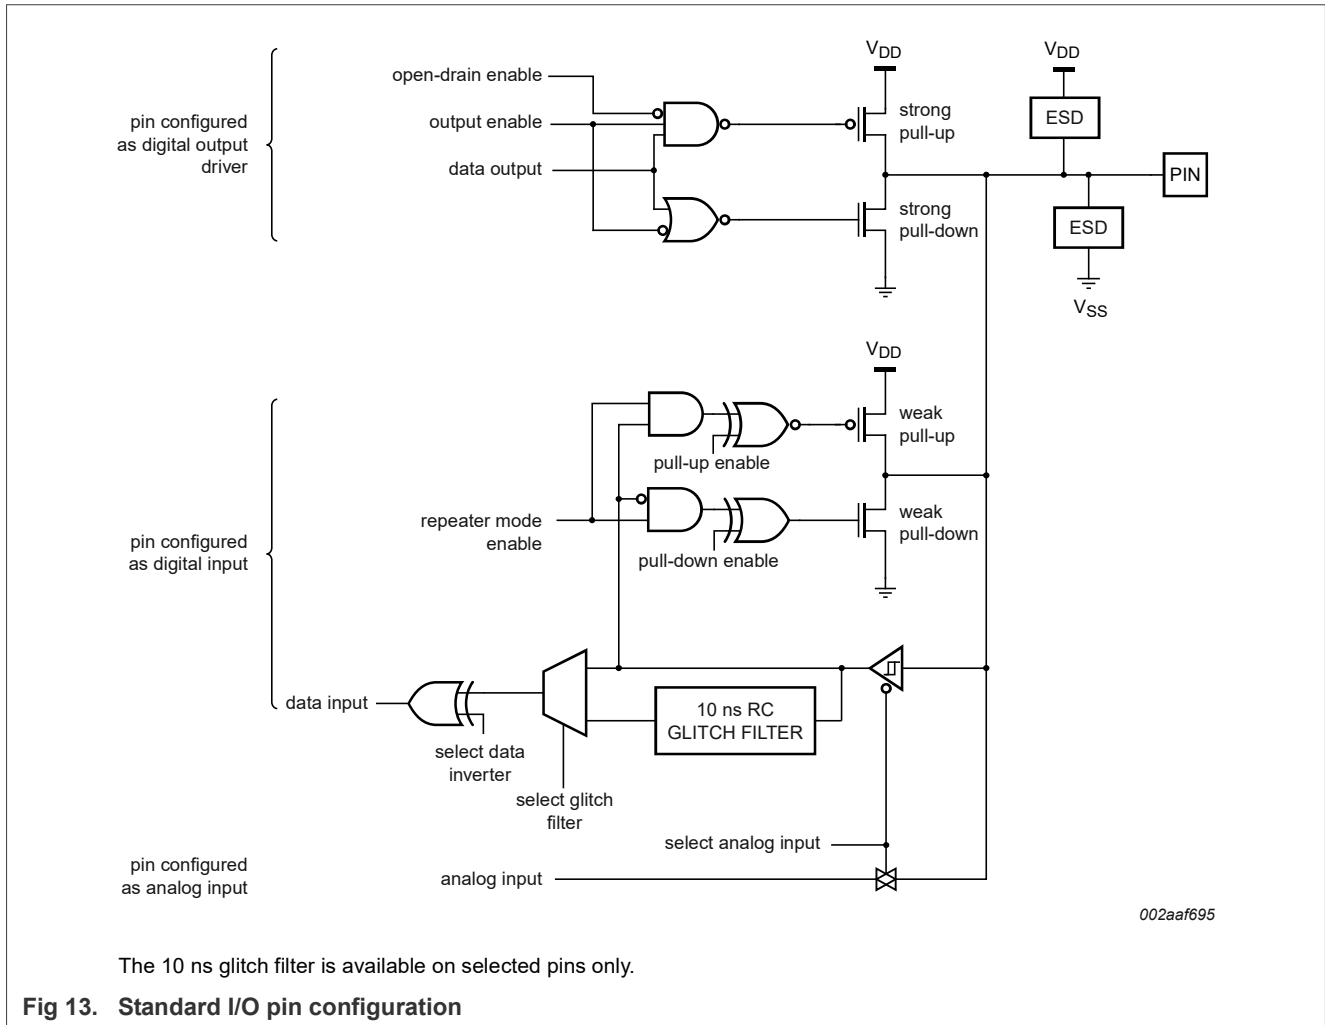 VDD
VDD
open-drain enable
strong
pull-up
ESD
pin configured
as digital output
driver
output enable
data output
PIN
strong
pull-down
ESD
VSS
VDD
weak
pull-up
pull-up enable
repeater mode
enable
weak
pull-down
pin configured
as digital input
pull-down enable
data input
10 ns RC
GLITCH FILTER
select data
inverter
select glitch
filter
select analog input
pin configured
as analog input
analog input
002aaf695
The 10 ns glitch filter is available on selected pins only.
Fig 13. Standard I/O pin configuration